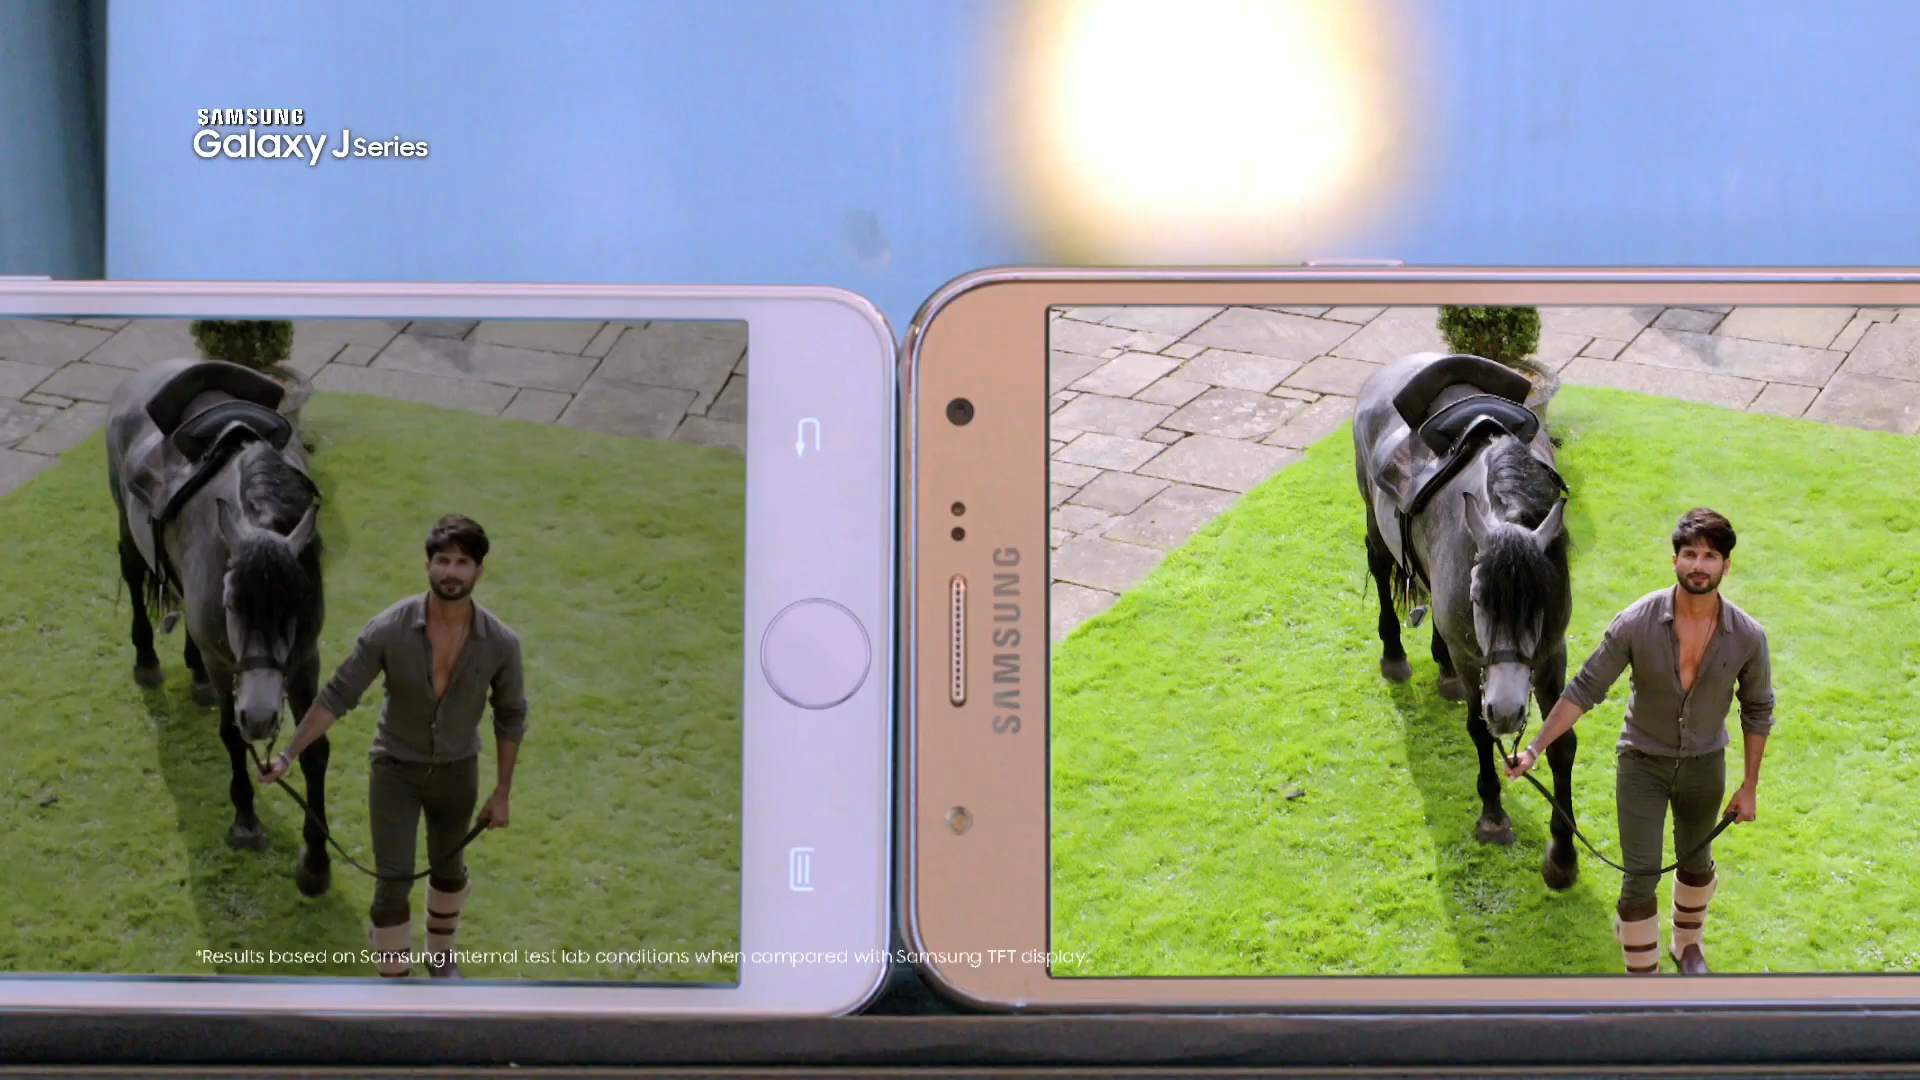 SAMSUNG
Galaxy J Series
SAMSUNG
*Results based on Samsung internal test lab conditions when compared with Samsung TFT display.